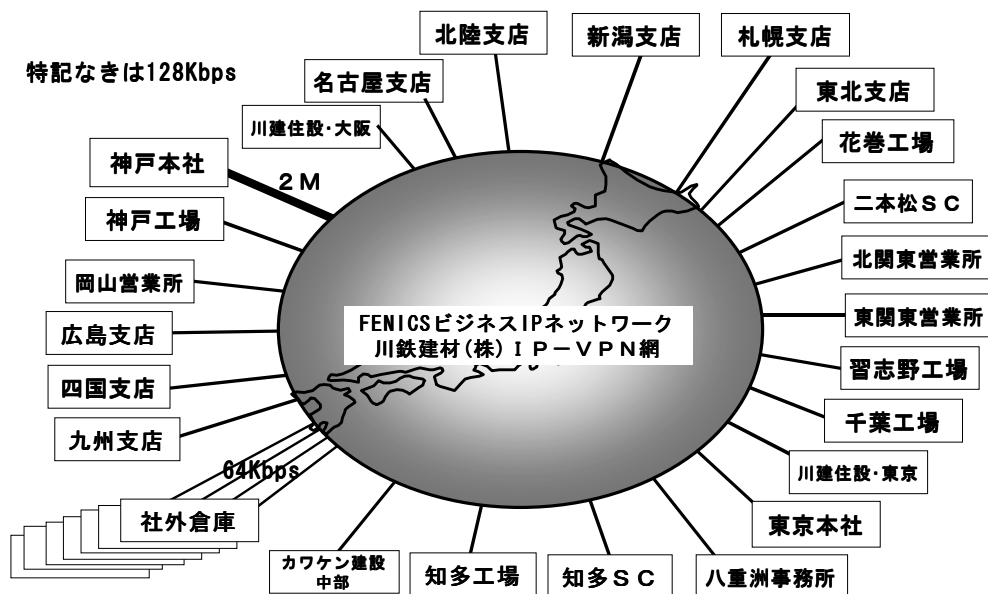 特記なきは128Kbps
北陸支店
新潟支店
札幌支店
名古屋支店
東北支店
川建住設・大阪
花巻工場
神戸本社
2M
二本松SC
神戸工場
北関東営業所
岡山営業所
東関東営業所
FENICSビジネスIPネットワーク
川鉄建材(株)IP-VPN網
広島支店
習志野工場
四国支店
千葉工場
九州支店
64Kbps
川建住設・東京
社外倉庫
東京本社
カワケン建設
中部
知多工場
知多SC
八重洲事務所